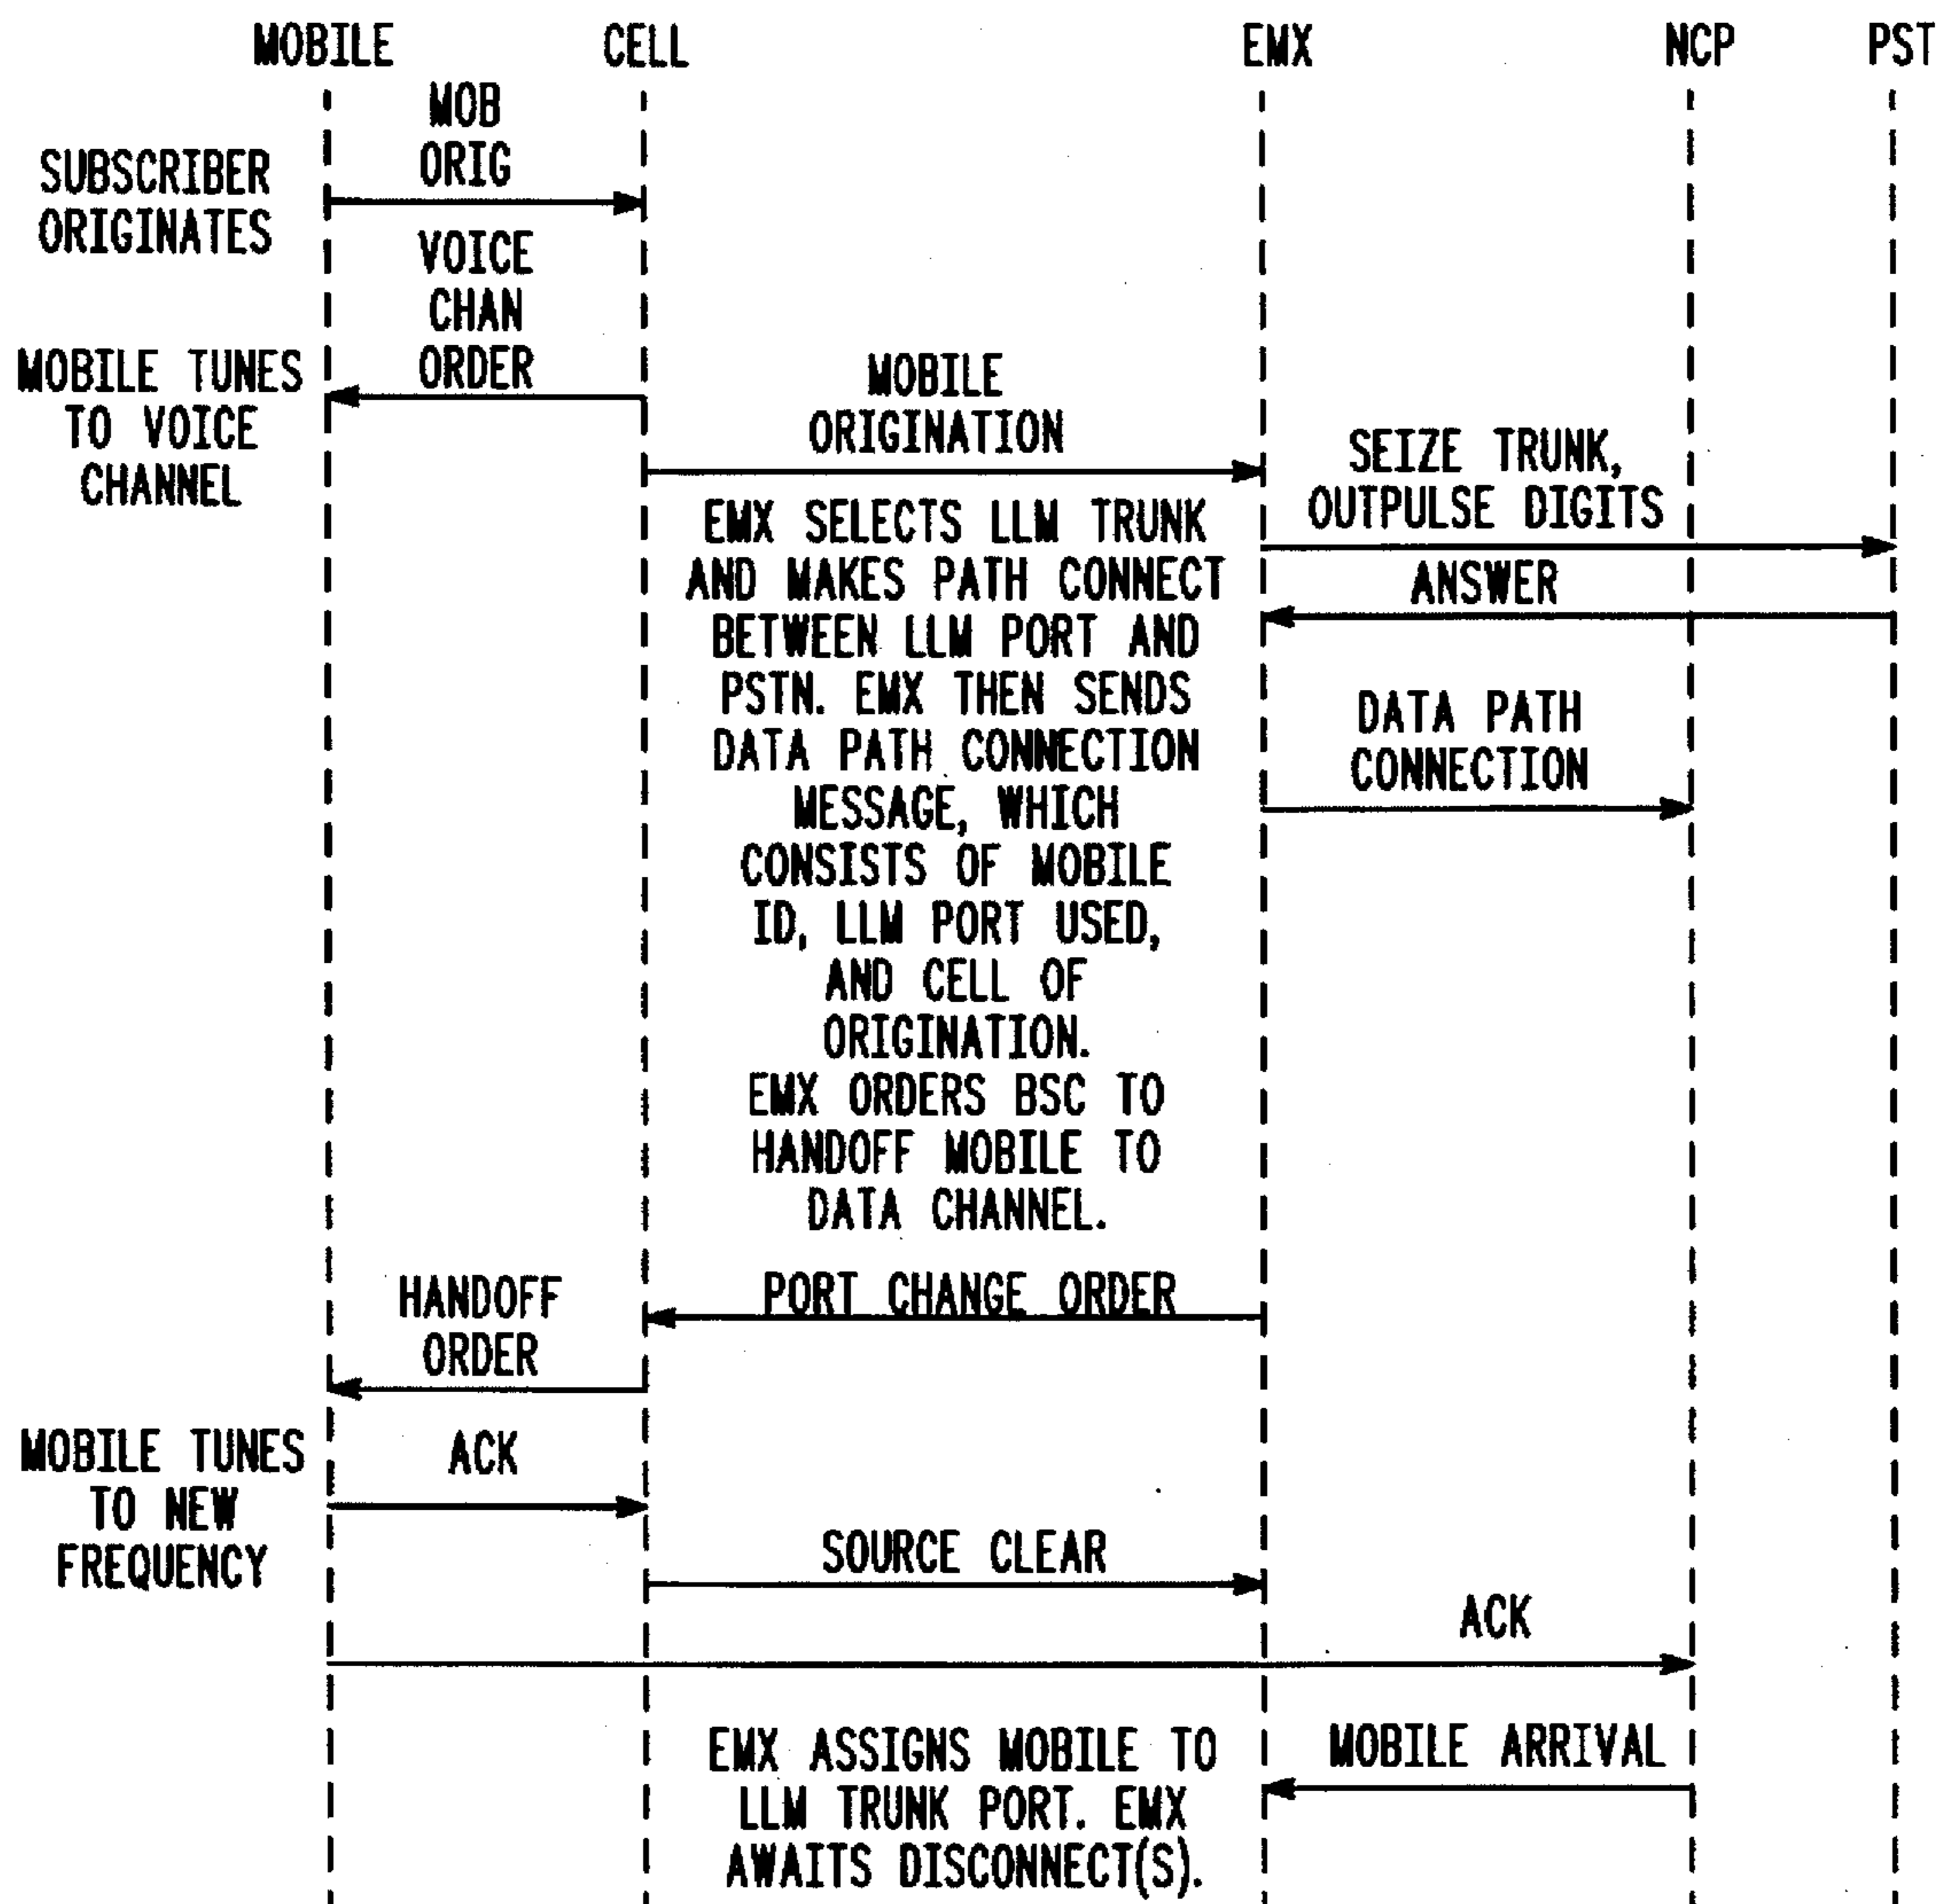 MOBILE CELL EMX NCP PST
MOB
ORIG
SUBSCRIBER
ORIGINATES
VOICE
CHAN
ORDER
MOBILE TUNES
TO VOICE
CHANNEL
MOBILE
ORIGINATION
SEIZE TRUNK,
OUTPULSE DIGITS
ANSWER
EMX SELECTS LLM TRUNK
AND MAKES PATH CONNECT
BETWEEN LLM PORT AND
PSTN. EMX THEN SENDS
DATA PATH CONNECTION
MESSAGE, WHICH
CONSISTS OF MOBILE
ID, LLM PORT USED,
AND CELL OF
ORIGINATION.
EMX ORDERS BSC TO
HANDOFF MOBILE TO
DATA CHANNEL.
DATA PATH
CONNECTION
PORT CHANGE ORDER
HANDOFF
ORDER
MOBILE TUNES
TO NEW
FREQUENCY
ACK
SOURCE CLEAR
ACK
MOBILE ARRIVAL
EMX ASSIGNS MOBILE TO
LLM TRUNK PORT. EMX
AWAITS DISCONNECT(S).